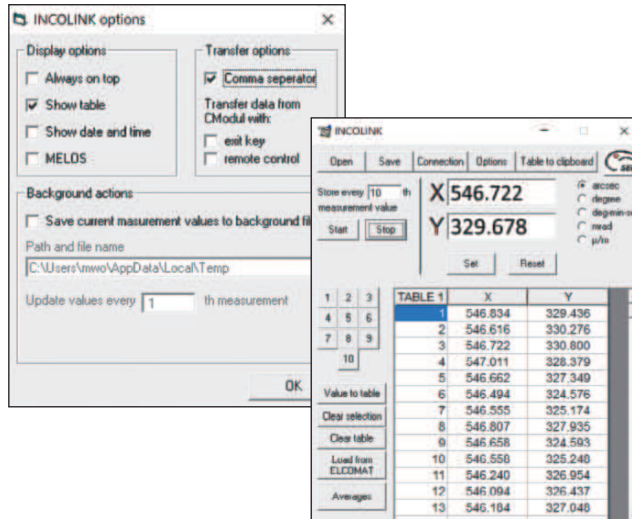 INCOLINK options
Display options
Always on top
Show table
Show date and time
MELOS
Transfer options
Comma seperator
Transfer data from
CModul with:
exit key
remote control
Background actions
Save current masurement values to background fil
Path and file name
C:\Users\mwo\AppData\Local\Temp
Update values every 1 th measurement
OK
INCOLINK
Open Save Connection Options Table to clipboard
Store every 10 th
measurement value
Start Stop
X 546.722
Y 329.678
arcsec
degree
deg-min-s
mrad
µ/m
Set Reset
1 2 3
4 5 6
7 8 9
10
Value to table
Clear selection
Clear table
Load from
ELCOMAT
Averages
TABLE 1 X Y
1 546.834 329.436
2 546.616 330.276
3 546.722 330.800
4 547.011 328.379
5 546.662 327.349
6 546.494 324.576
7 546.555 325.174
8 546.807 327.935
9 546.658 324.593
10 546.558 325.248
11 546.240 326.954
12 546.094 326.437
13 546.184 327.048